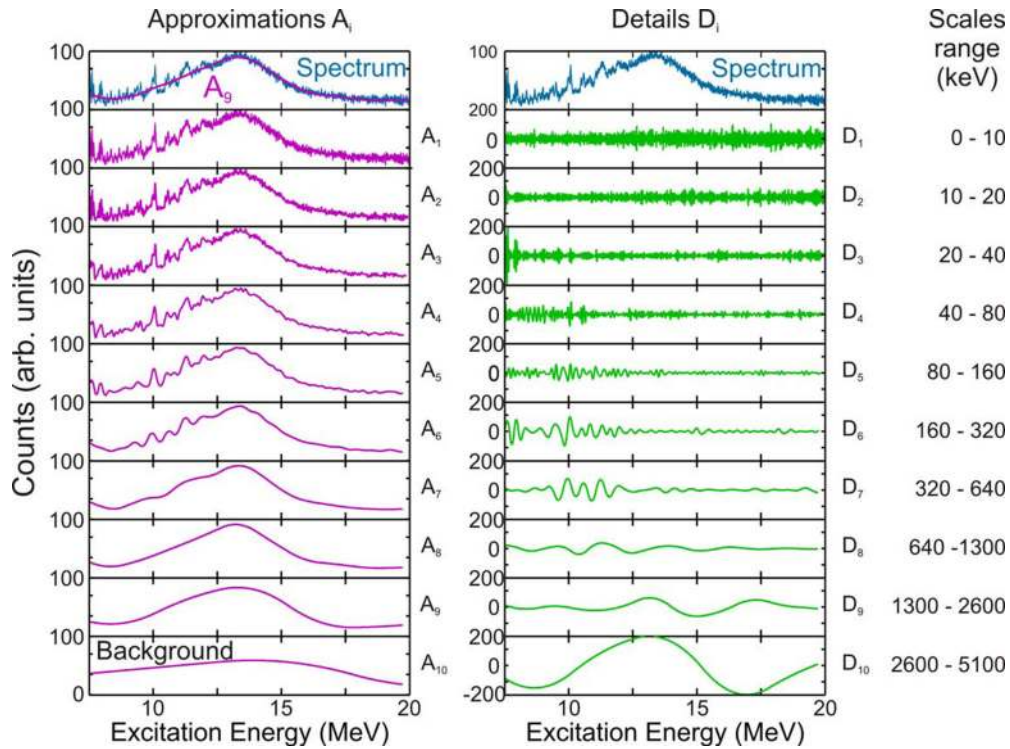 Approximations Aᵢ
Details Dᵢ
Scales
range
(keV)
Counts (arb. units)
100
Spectrum
A₉
100
Spectrum
100
A₁
200
0
D₁
0 - 10
100
A₂
200
0
D₂
10 - 20
100
A₃
200
0
D₃
20 - 40
100
A₄
200
0
D₄
40 - 80
100
A₅
200
0
D₅
80 - 160
100
A₆
200
0
D₆
160 - 320
100
A₇
200
0
D₇
320 - 640
100
A₈
200
0
D₈
640 -1300
100
A₉
200
0
D₉
1300 - 2600
100
Background
A₁₀
0
200
0
-200
D₁₀
2600 - 5100
10 15 20
Excitation Energy (MeV)
10 15 20
Excitation Energy (MeV)